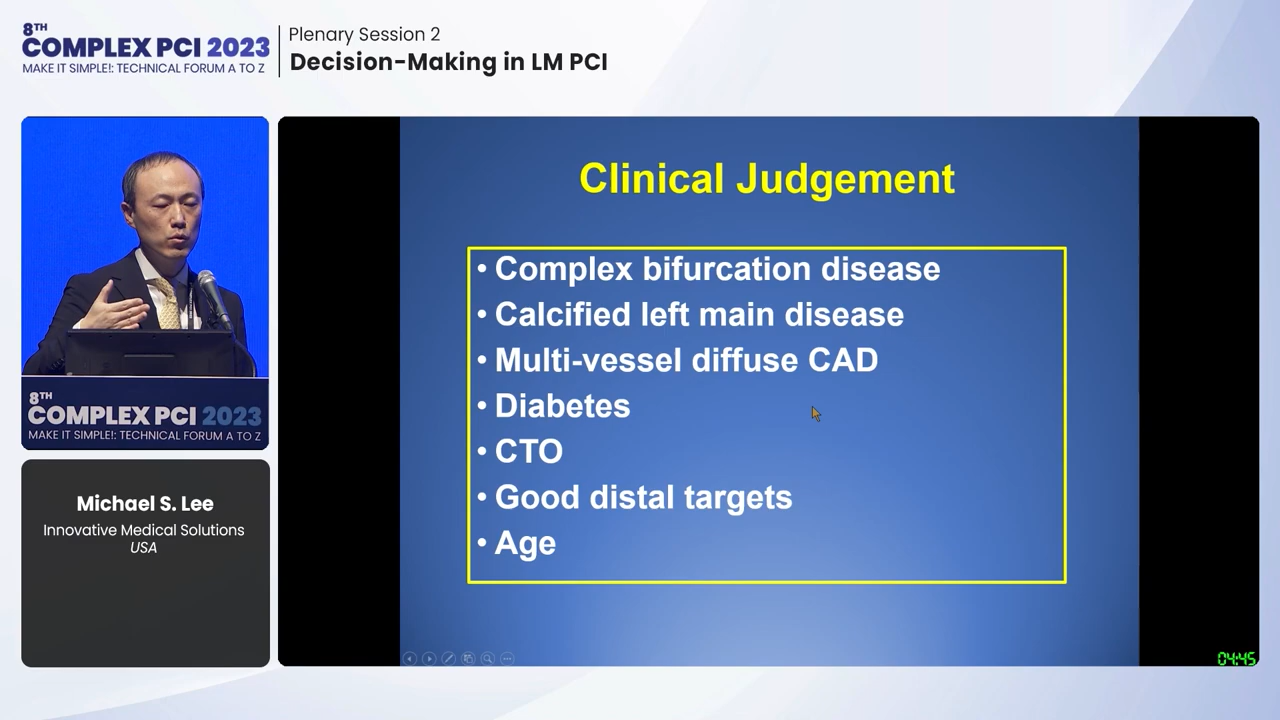 8TH
COMPLEX PCI 2023
MAKE IT SIMPLE!: TECHNICAL FORUM A TO Z
Plenary Session 2
Decision-Making in LM PCI
8TH
COMPLEX PCI 2023
MAKE IT SIMPLE!: TECHNICAL FORUM A TO Z
Michael S. Lee
Innovative Medical Solutions
USA
Clinical Judgement
• Complex bifurcation disease
• Calcified left main disease
• Multi-vessel diffuse CAD
• Diabetes
• CTO
• Good distal targets
• Age
04:45